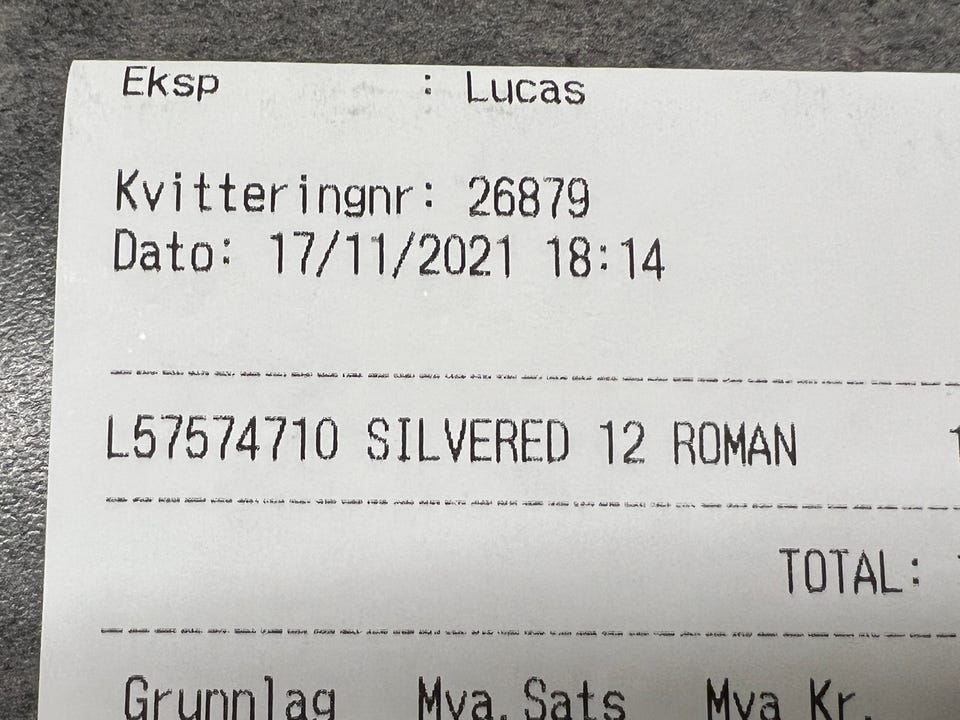 Eksp : Lucas
Kvitteringnr: 26879
Dato: 17/11/2021 18:14
L57574710 SILVERED 12 ROMAN
TOTAL:
Grunnlag Mva.Sats Mva Kr.